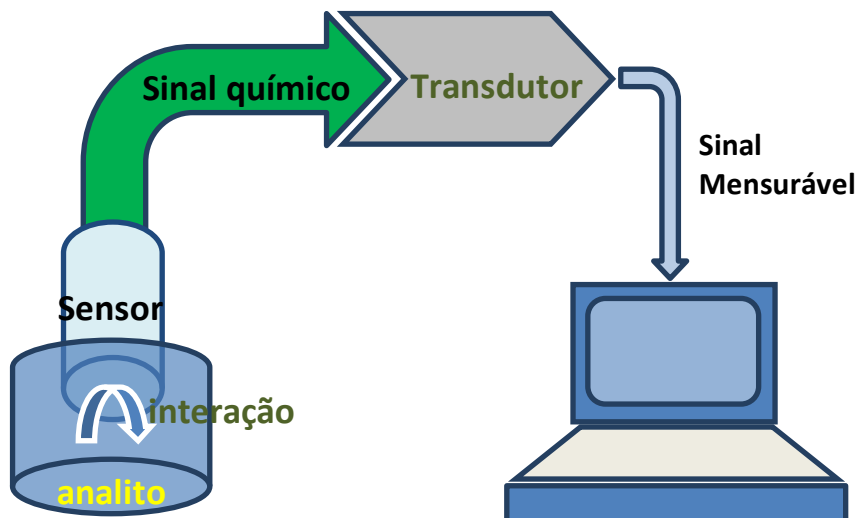 Sinal químico
Transdutor
Sinal
Mensurável
Sensor
interação
analito